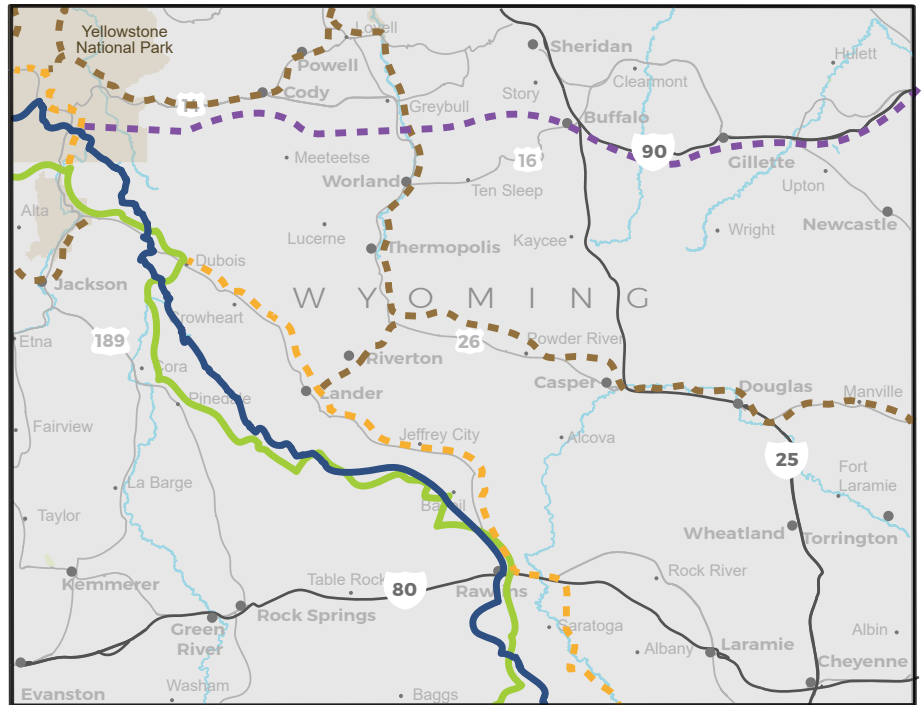 Yellowstone
National Park
Lovell
Sheridan
Hulett
Powell
Clearmont
Cody
Story
14
Greybull
Buffalo
90
Meeteetse
16
Gillette
Worland
Ten Sleep
Upton
Alta
Newcastle
Lucerne
Wright
Thermopolis
Kaycee
Dubois
Jackson
WYOMING
Crowheart
Etna
189
26
Powder River
Riverton
Cora
Casper
Douglas
Pinedale
Lander
Manville
Fairview
Jeffrey City
Alcova
25
Fort
Laramie
La Barge
Bairoil
Taylor
Wheatland
Torrington
Kemmerer
Table Rock
80
Rawlins
Rock River
Rock Springs
Green
River
Saratoga
Albin
Albany
Laramie
Cheyenne
Evanston
Washam
Baggs